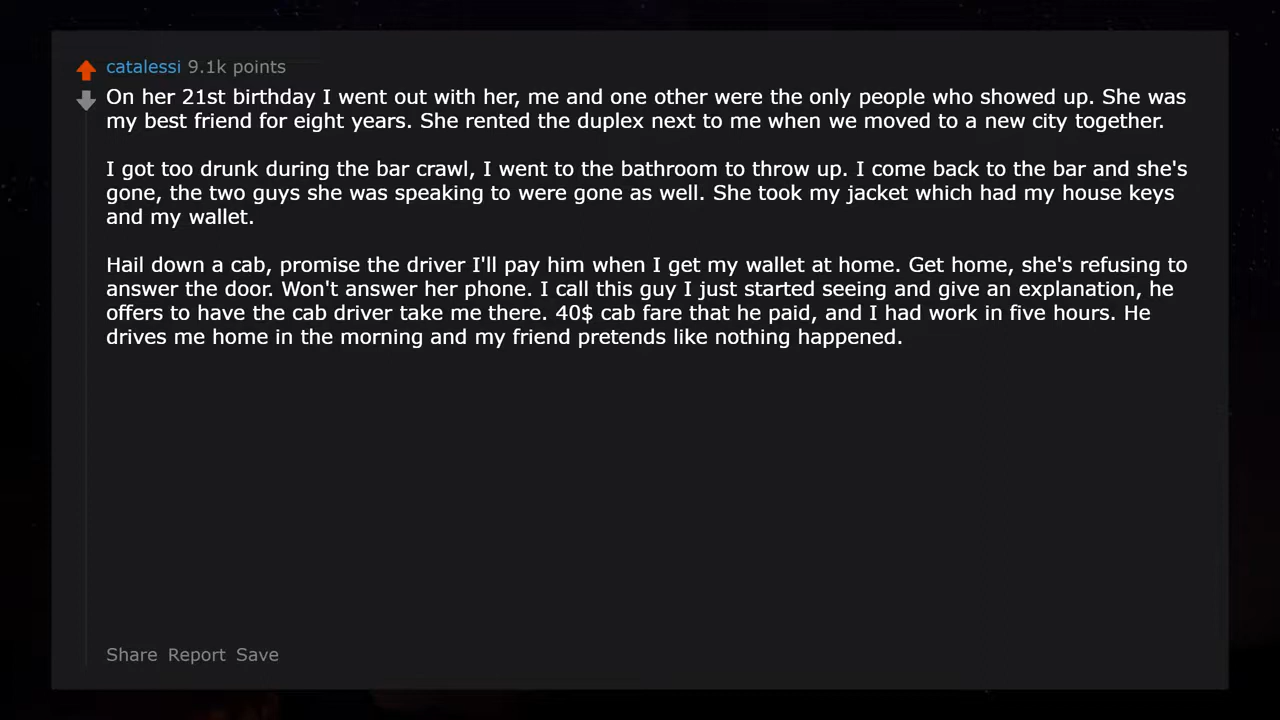 catalessi 9.1k points
On her 21st birthday I went out with her, me and one other were the only people who showed up. She was
my best friend for eight years. She rented the duplex next to me when we moved to a new city together.
I got too drunk during the bar crawl, I went to the bathroom to throw up. I come back to the bar and she's
gone, the two guys she was speaking to were gone as well. She took my jacket which had my house keys
and my wallet.
Hail down a cab, promise the driver I'll pay him when I get my wallet at home. Get home, she's refusing to
answer the door. Won't answer her phone. I call this guy I just started seeing and give an explanation, he
offers to have the cab driver take me there. 40$ cab fare that he paid, and I had work in five hours. He
drives me home in the morning and my friend pretends like nothing happened.
Share Report Save